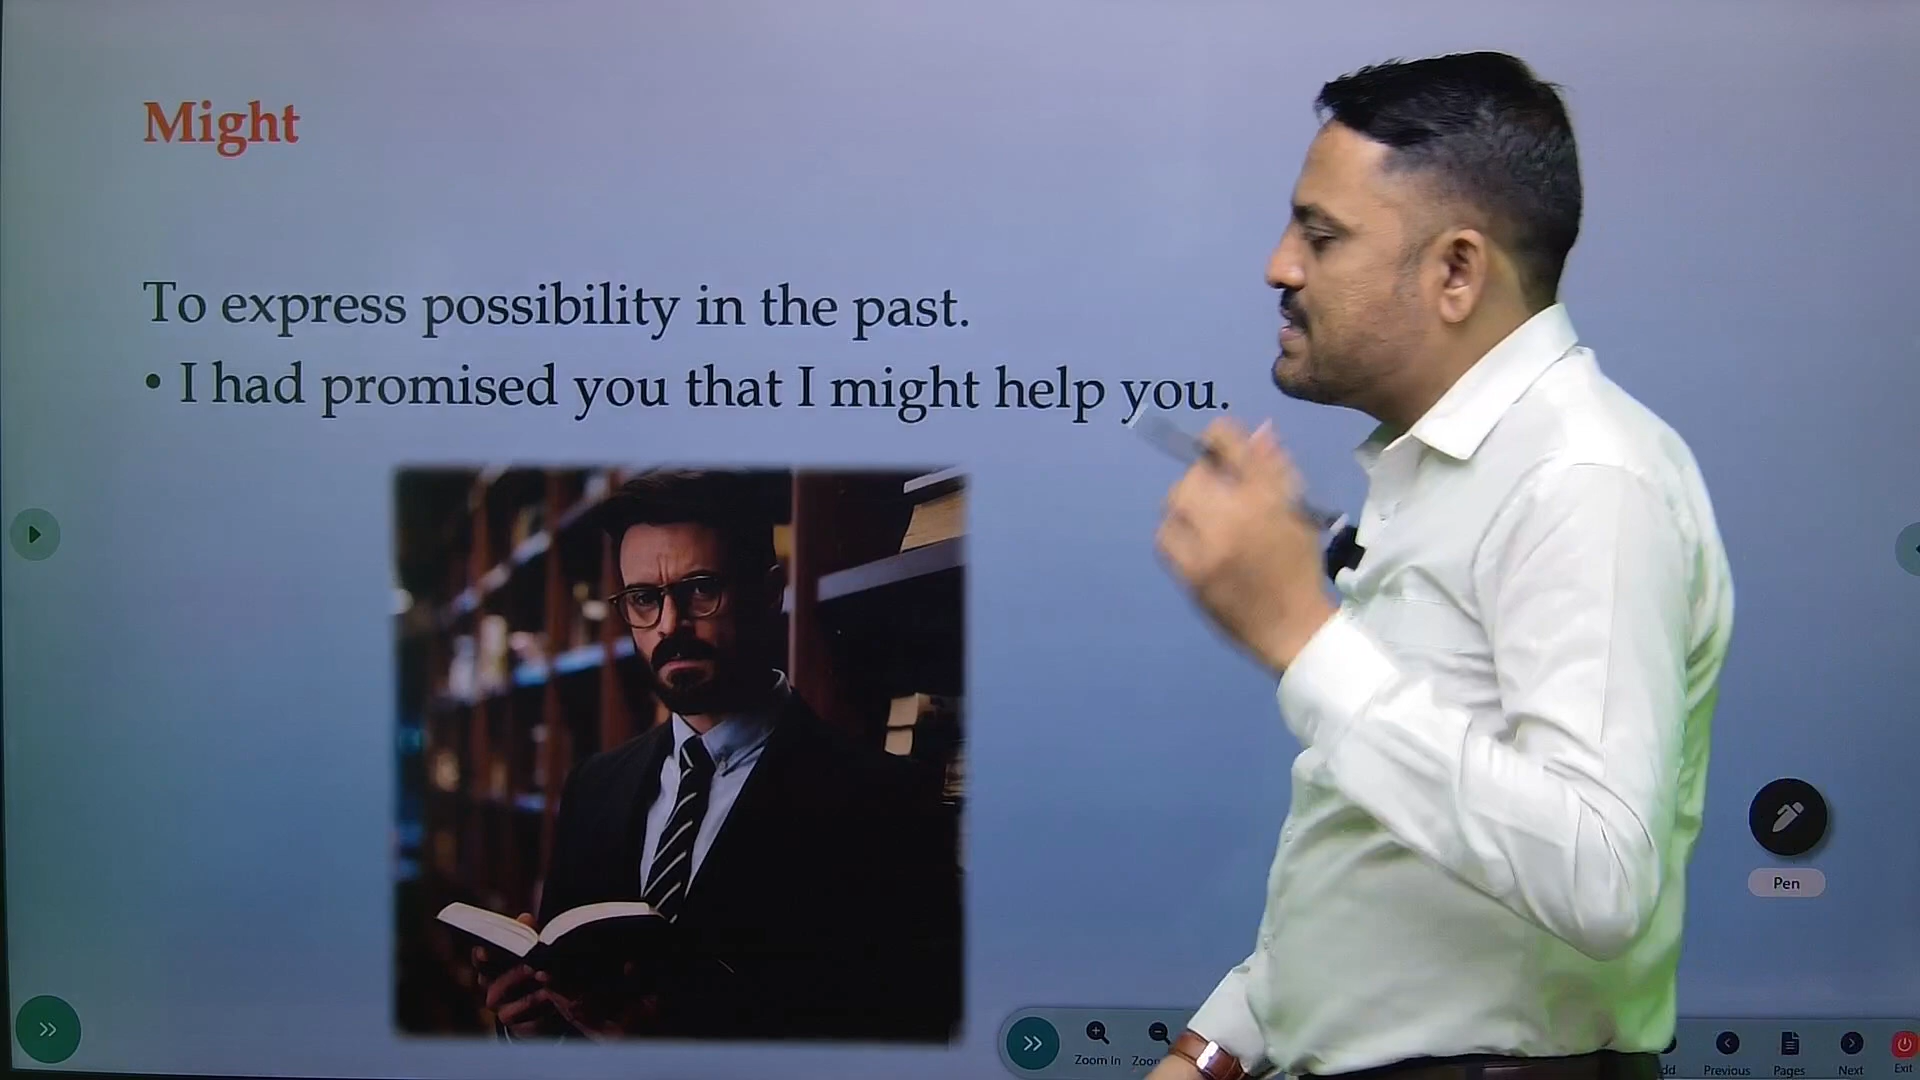 Might
To express possibility in the past.
• I had promised you that I might help you.
Pen
Zoom In
Previous
Pages
Next
Exit